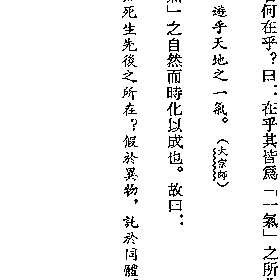 何在乎？曰：在乎其皆爲「一氣」之所
遊乎天地之一氣。（大宗師）
」之自然而時化以成也。故曰：
死生先後之所在？假於異物，託於同體